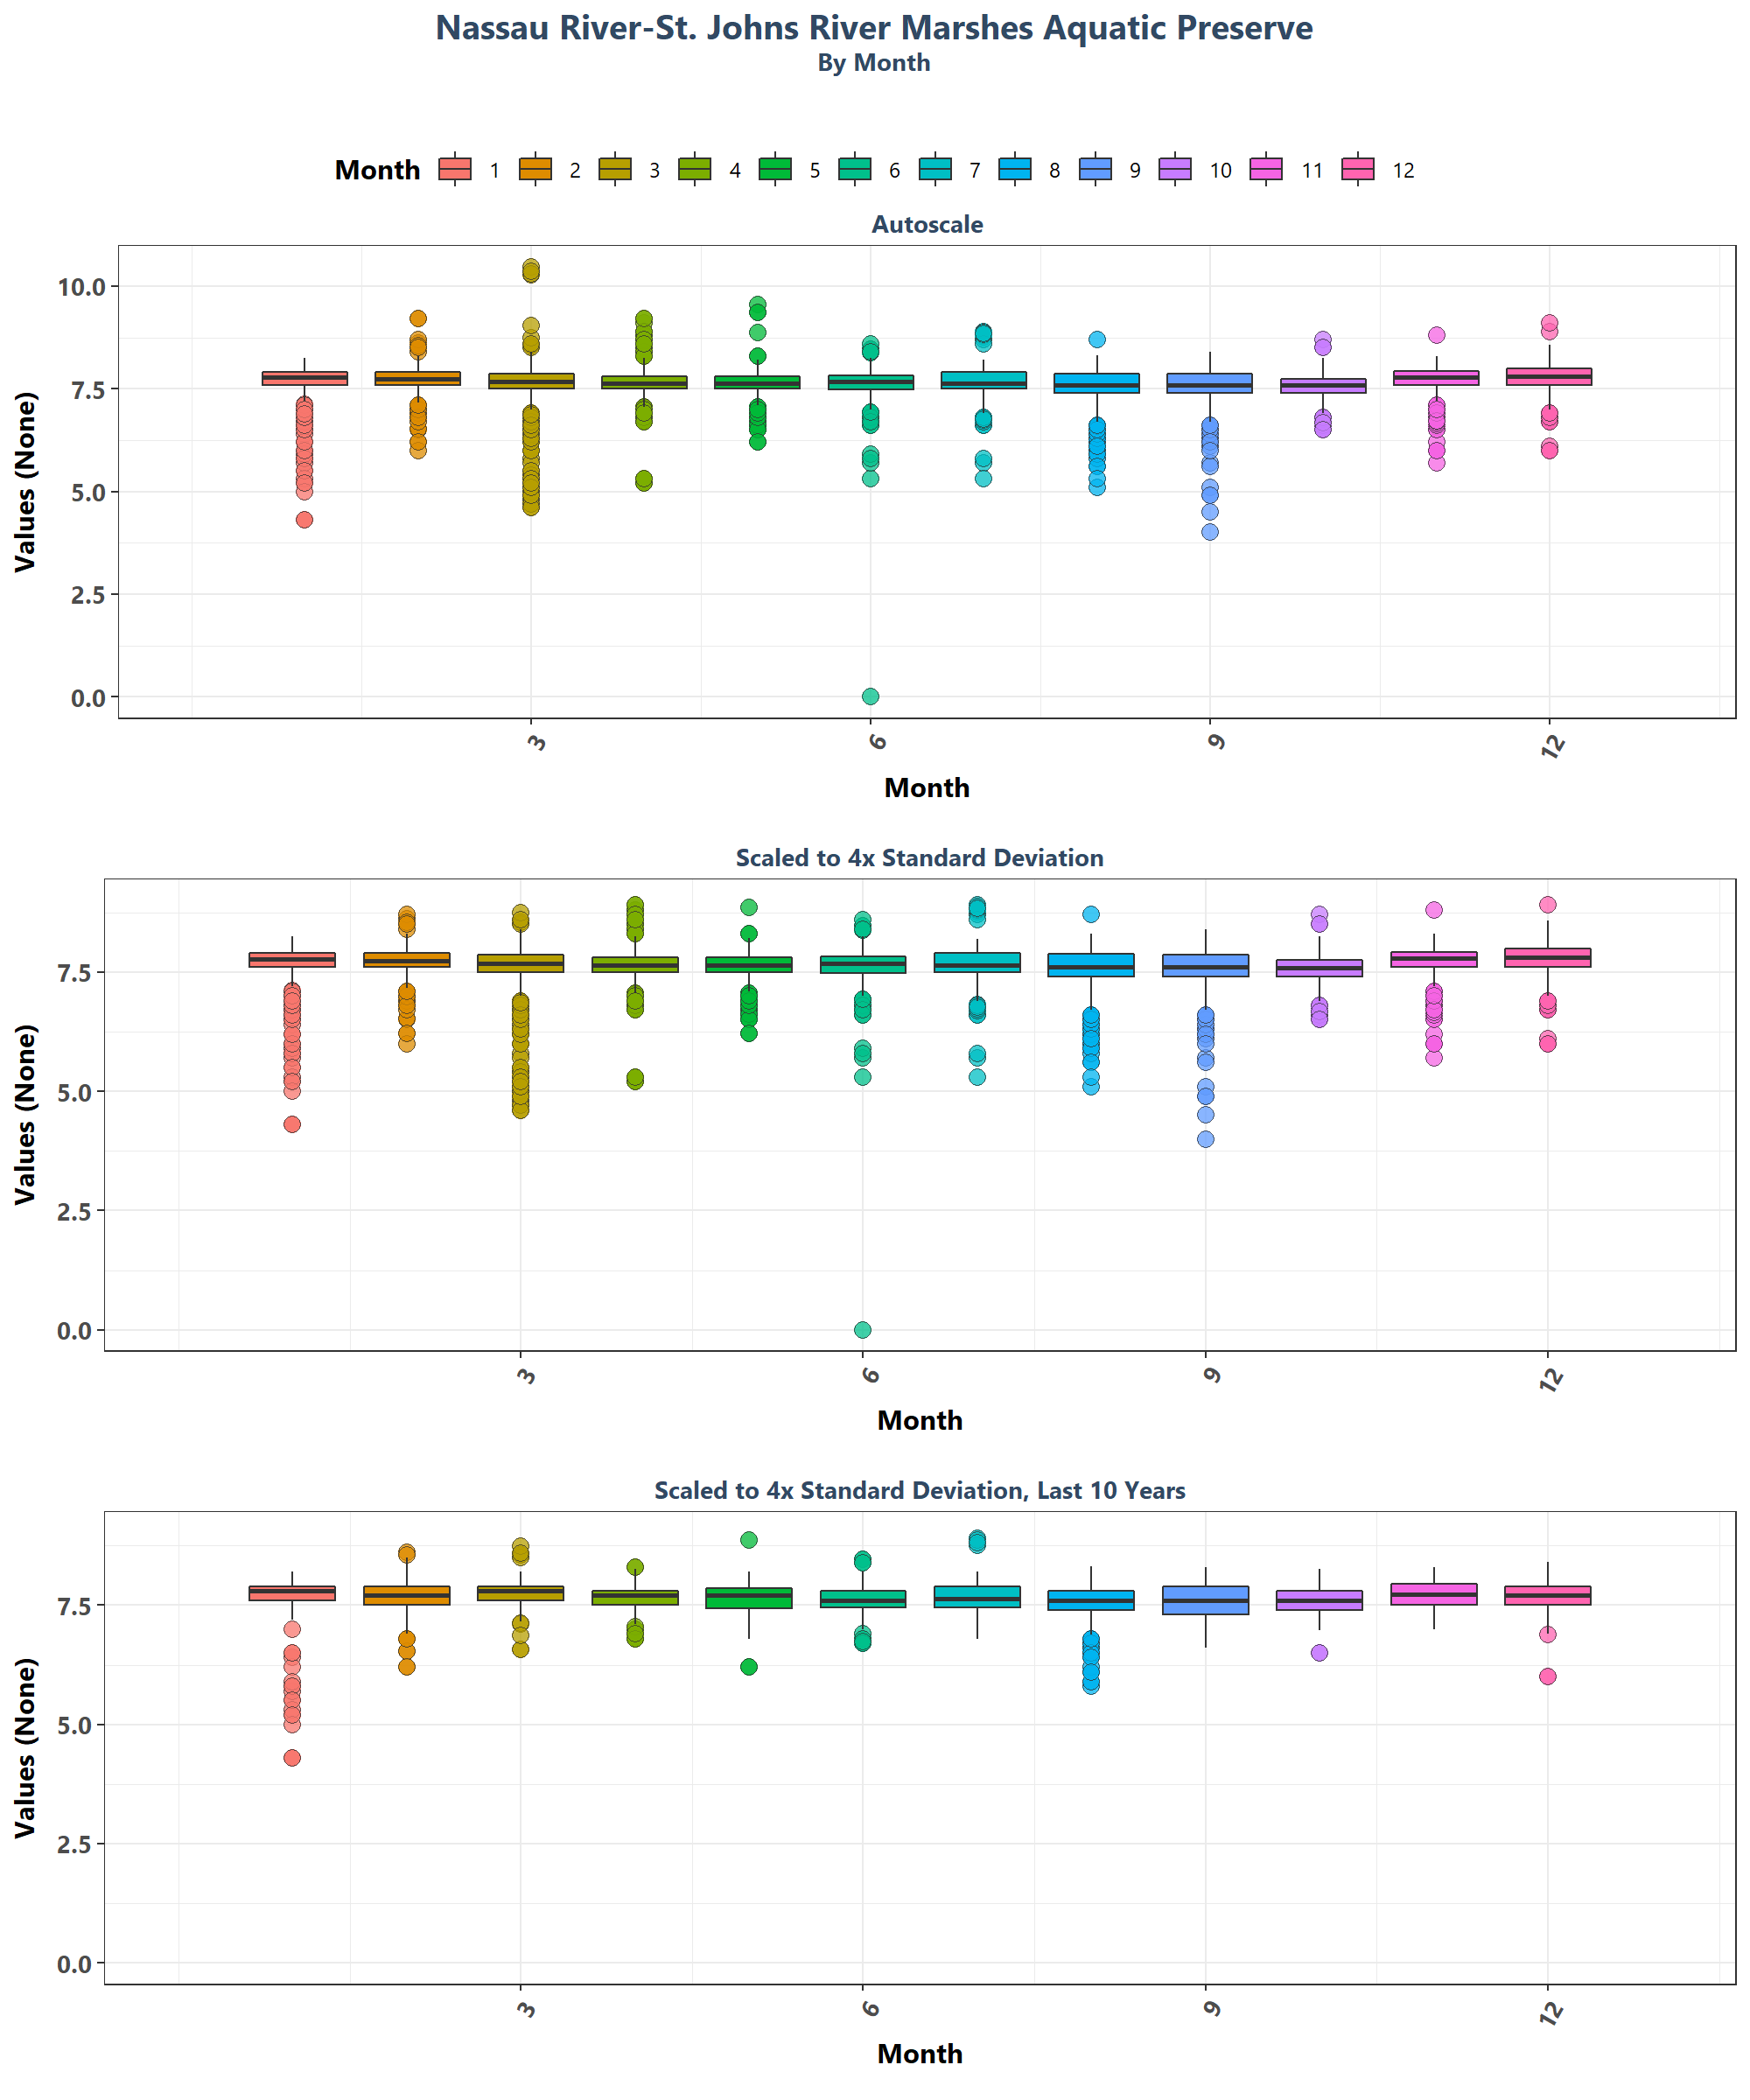 Nassau River-St. Johns River Marshes Aquatic Preserve
By Month
Month 1 2 3 4 5 6 7 8 9 10 11 12
Autoscale
Values (None)
10.0
7.5
5.0
2.5
0.0
3 6 9 12
Month
Scaled to 4x Standard Deviation
Values (None)
7.5
5.0
2.5
0.0
3 6 9 12
Month
Scaled to 4x Standard Deviation, Last 10 Years
Values (None)
7.5
5.0
2.5
0.0
3 6 9 12
Month